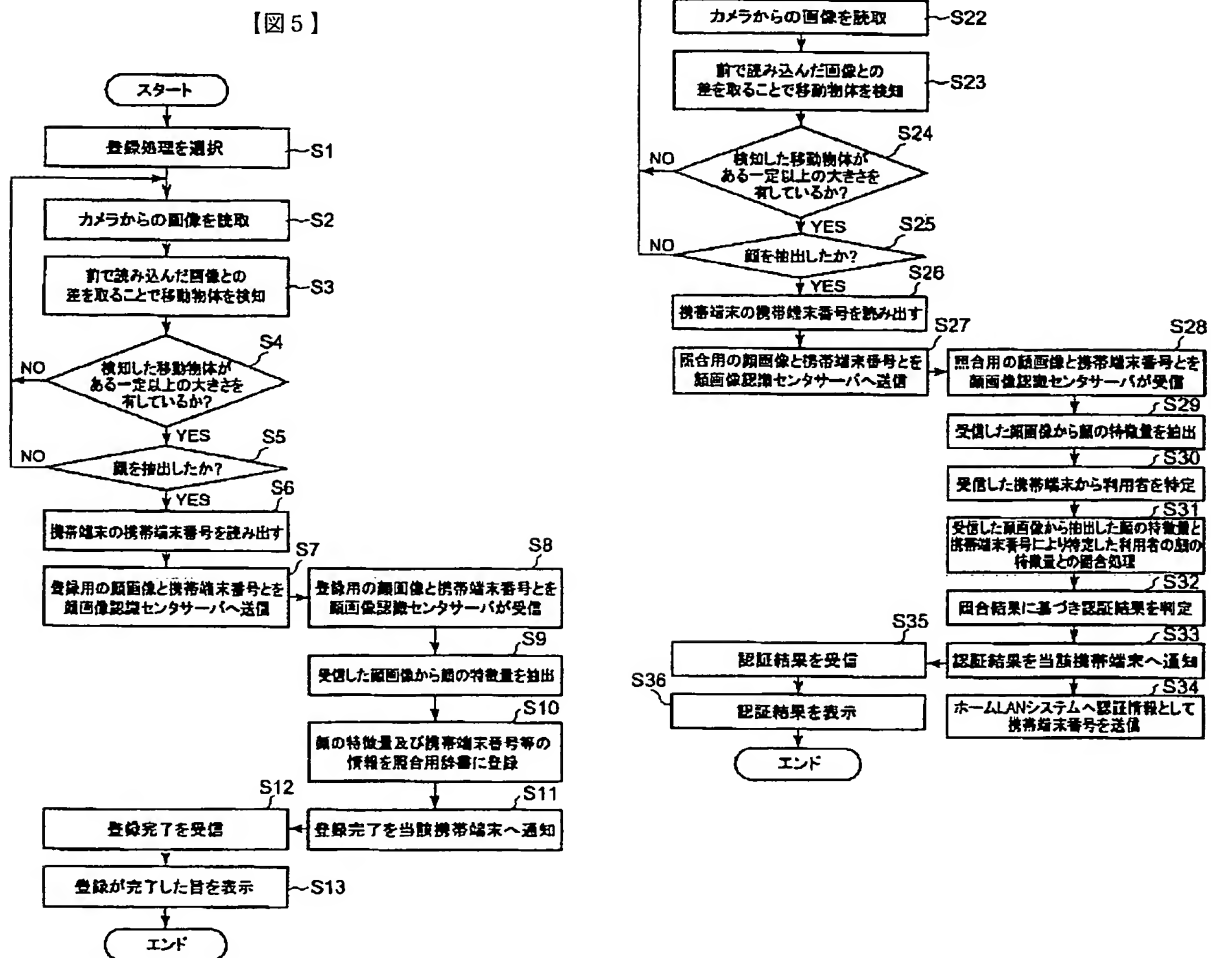 【図5】
スタート
登録処理を選択
S1
カメラからの画像を読取
S2
前で読み込んだ画像との
差を取ることで移動物体を検知
S3
S4
検知した移動物体が
ある一定以上の大きさを
有しているか?
NO
YES
S5
顔を抽出したか?
NO
YES
S6
携帯端末の携帯端末番号を読み出す
S7
登録用の顔画像と携帯端末番号とを
顔画像認識センタサーバへ送信
S8
登録用の顔画像と携帯端末番号とを
顔画像認識センタサーバが受信
S9
受信した顔画像から顔の特徴量を抽出
S10
顔の特徴量及び携帯端末番号等の
情報を照合用辞書に登録
S11
登録完了を当該携帯端末へ通知
S12
登録完了を受信
登録が完了した旨を表示
S13
エンド
カメラからの画像を読取
S22
前で読み込んだ画像との
差を取ることで移動物体を検知
S23
S24
検知した移動物体が
ある一定以上の大きさを
有しているか?
NO
YES
S25
顔を抽出したか?
NO
YES
S26
携帯端末の携帯端末番号を読み出す
S27
照合用の顔画像と携帯端末番号とを
顔画像認識センタサーバへ送信
S28
照合用の顔画像と携帯端末番号とを
顔画像認識センタサーバが受信
S29
受信した顔画像から顔の特徴量を抽出
S30
受信した携帯端末から利用者を特定
S31
受信した顔画像から抽出した顔の特徴量と
携帯端末番号により特定した利用者の顔の
特徴量との照合処理
S32
照合結果に基づき認証結果を判定
S33
認証結果を当該携帯端末へ通知
S34
ホームLANシステムへ認証情報として
携帯端末番号を送信
S35
認証結果を受信
S36
認証結果を表示
エンド